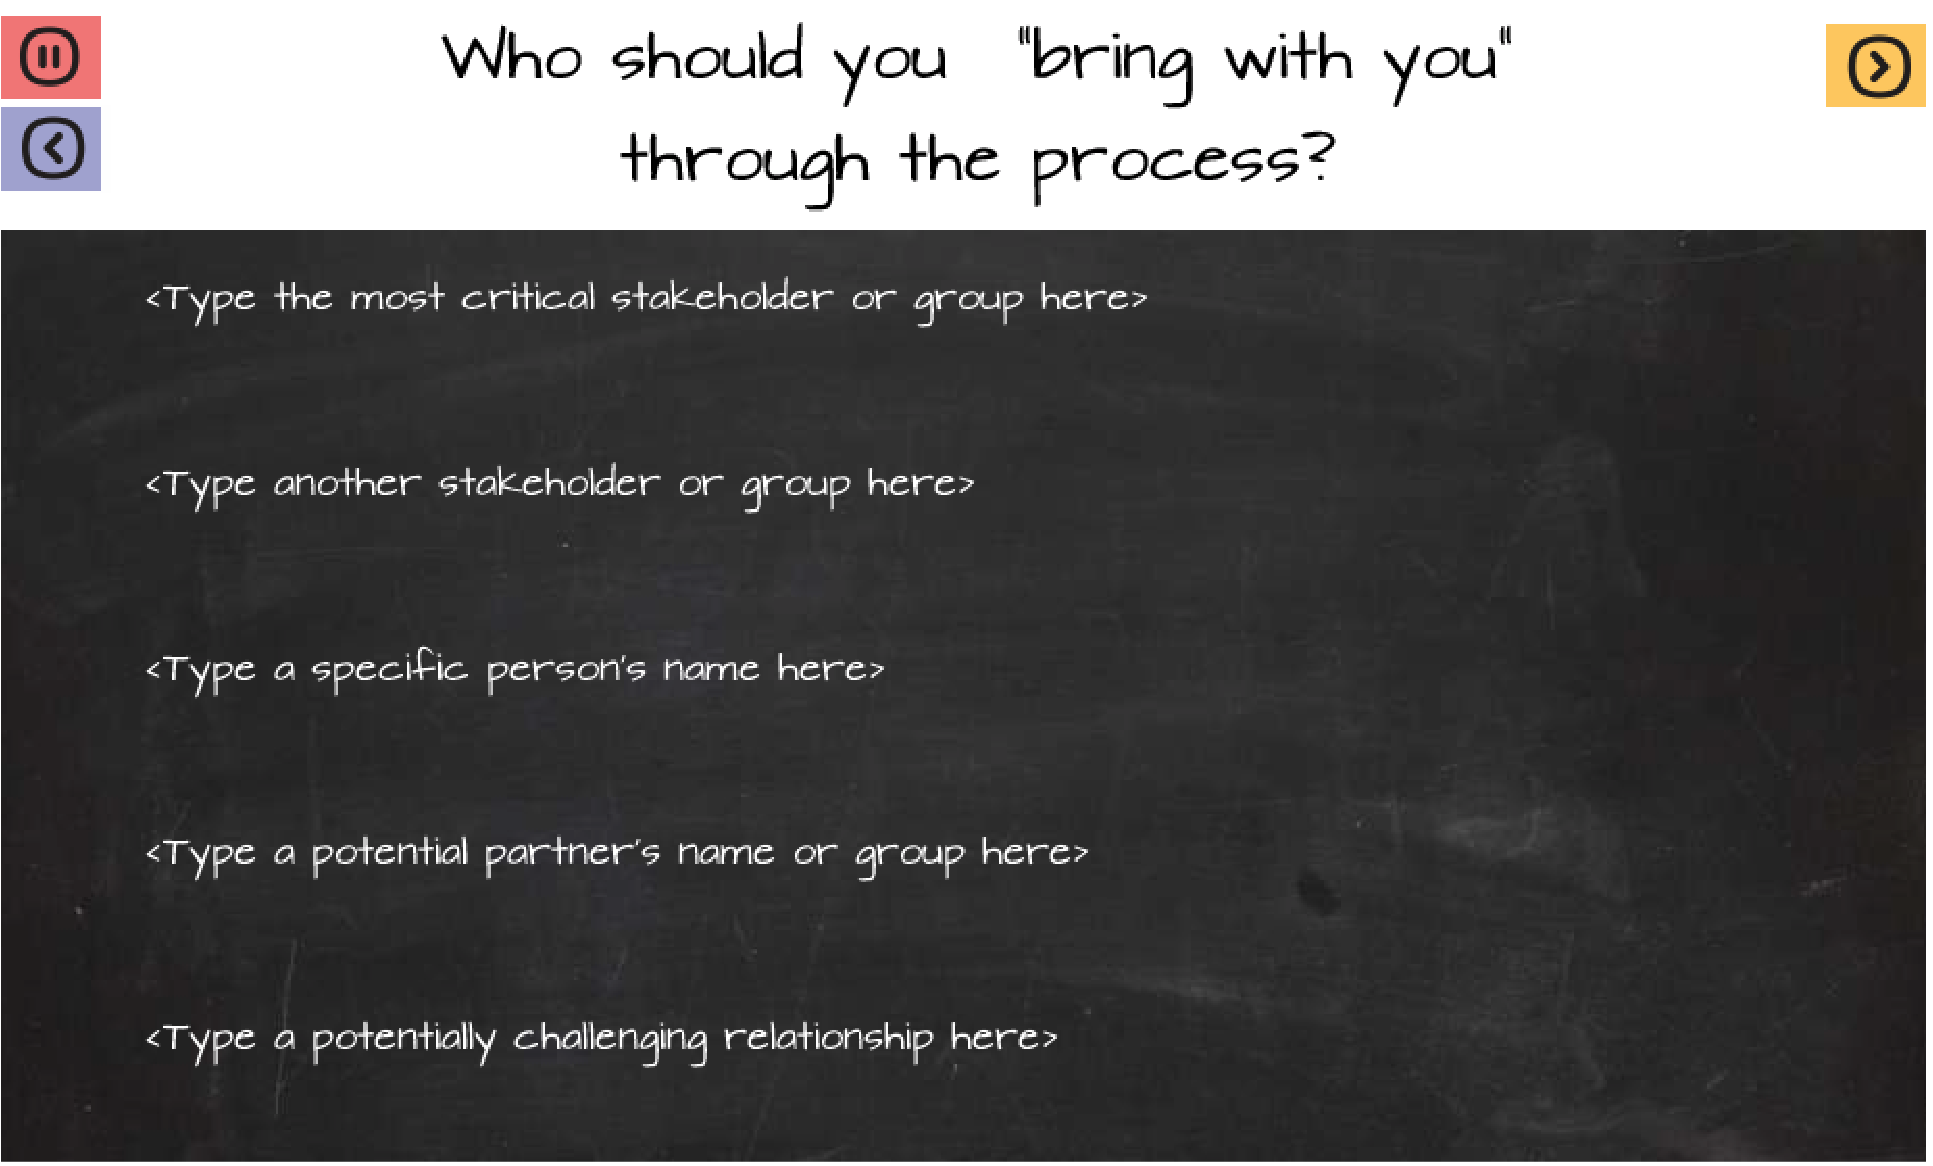 Who should you "bring with you"
through the process?
<Type the most critical stakeholder or group here>
<Type another stakeholder or group here>
<Type a specific person's name here>
<Type a potential partner's name or group here>
<Type a potentially challenging relationship here>